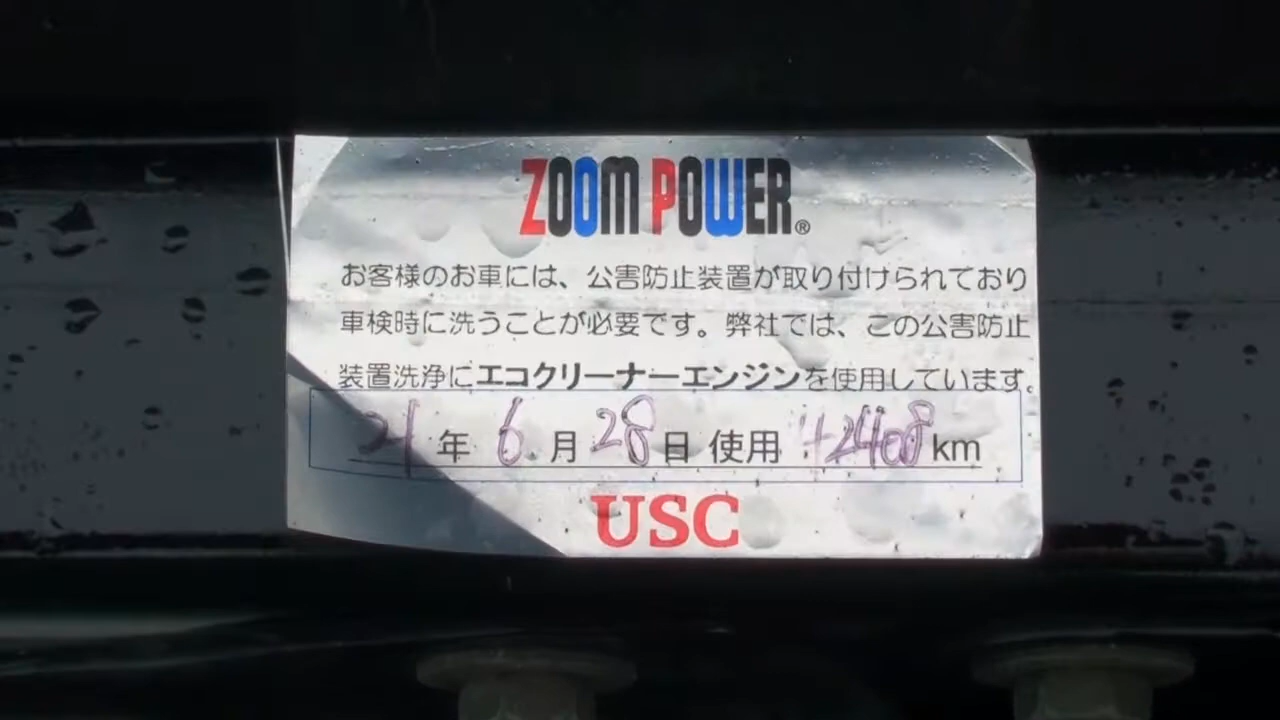 ZOOM POWER®
お客様のお車には、公害防止装置が取り付けられており
車検時に洗うことが必要です。弊社では、この公害防止
装置洗浄にエコクリーナーエンジンを使用しています。
21年 6月 28日 使用 km
USC